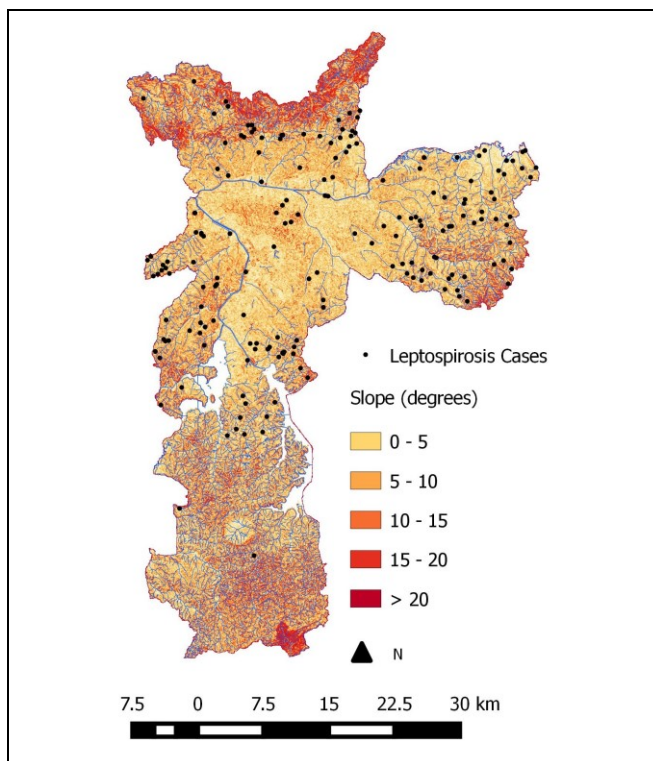 Leptospirosis Cases
Slope (degrees)
0 - 5
5 - 10
10 - 15
15 - 20
> 20
N
7.5 0 7.5 15 22.5 30 km